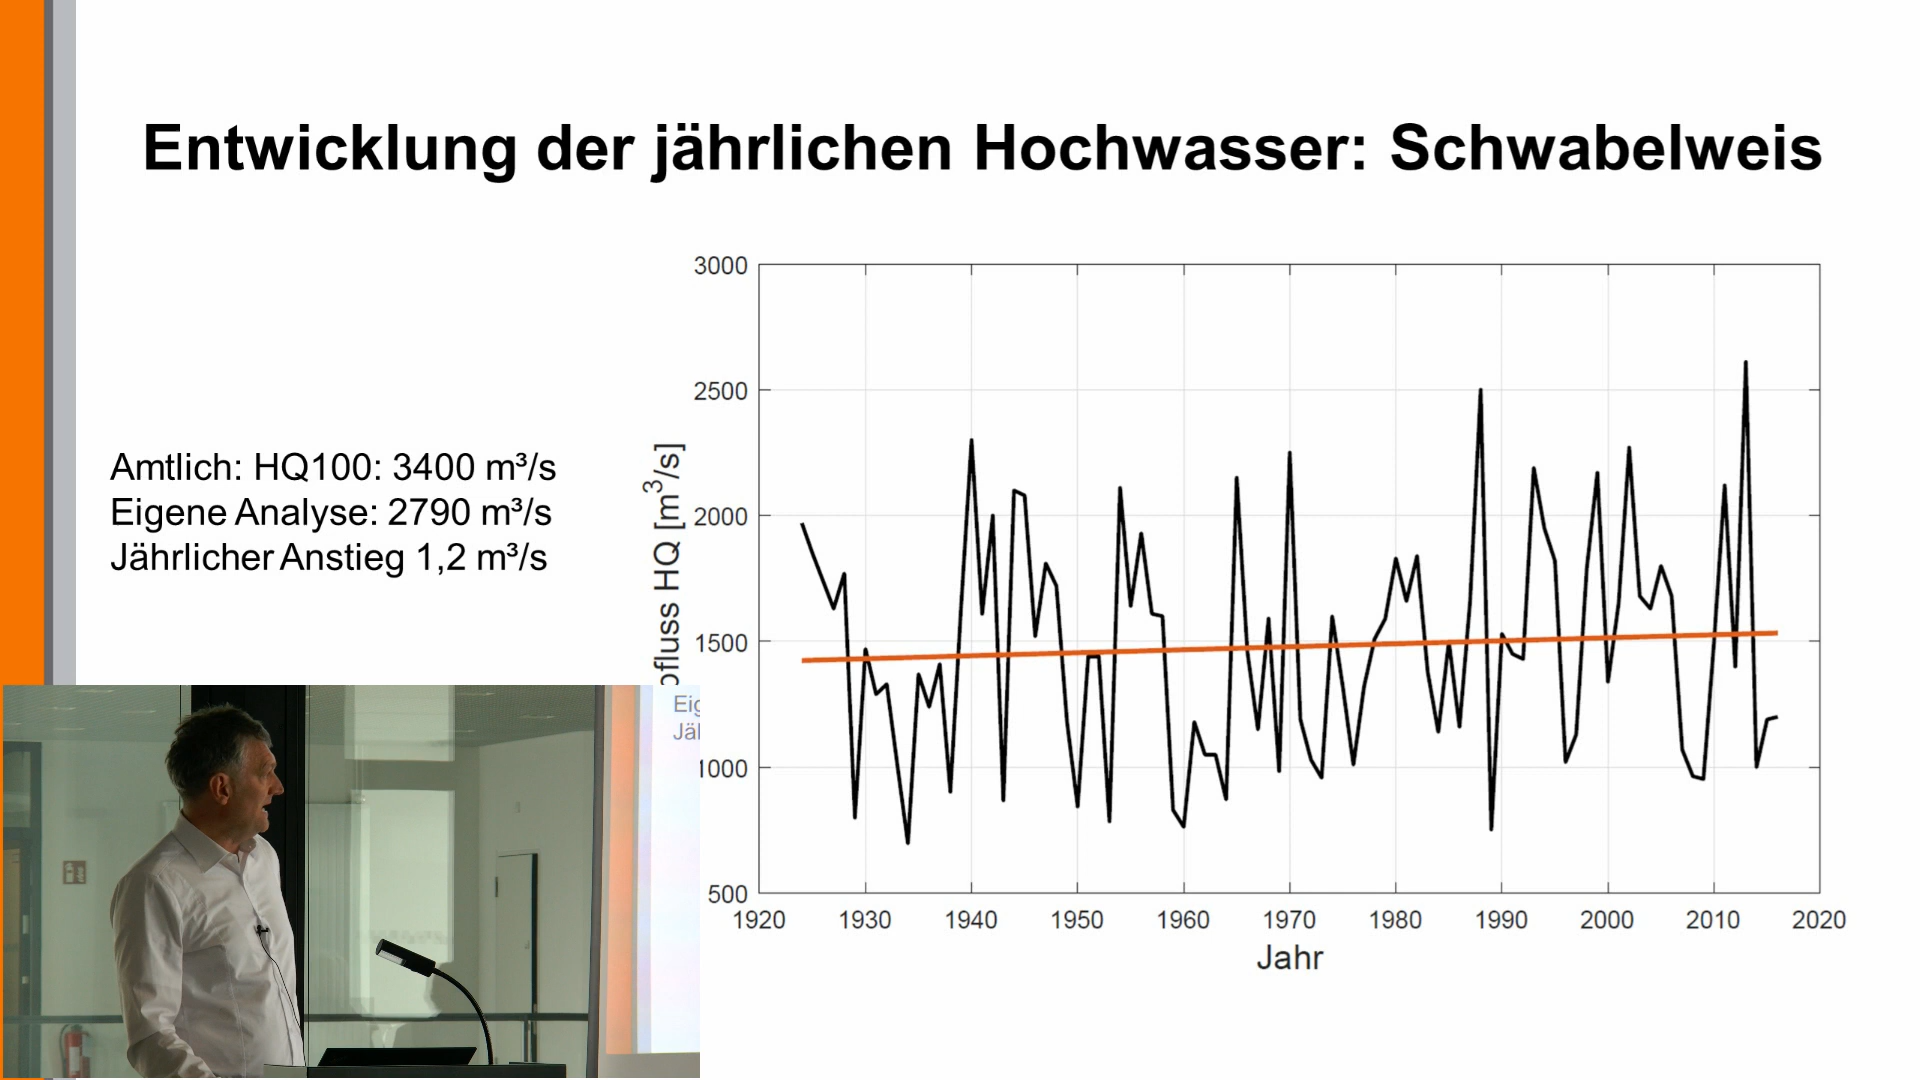 Entwicklung der jährlichen Hochwasser: Schwabelweis
Amtlich: HQ100: 3400 m³/s
Eigene Analyse: 2790 m³/s
Jährlicher Anstieg 1,2 m³/s
HQ [m³/s]
3000
2500
2000
1500
1000
500
1920 1930 1940 1950 1960 1970 1980 1990 2000 2010 2020
Jahr